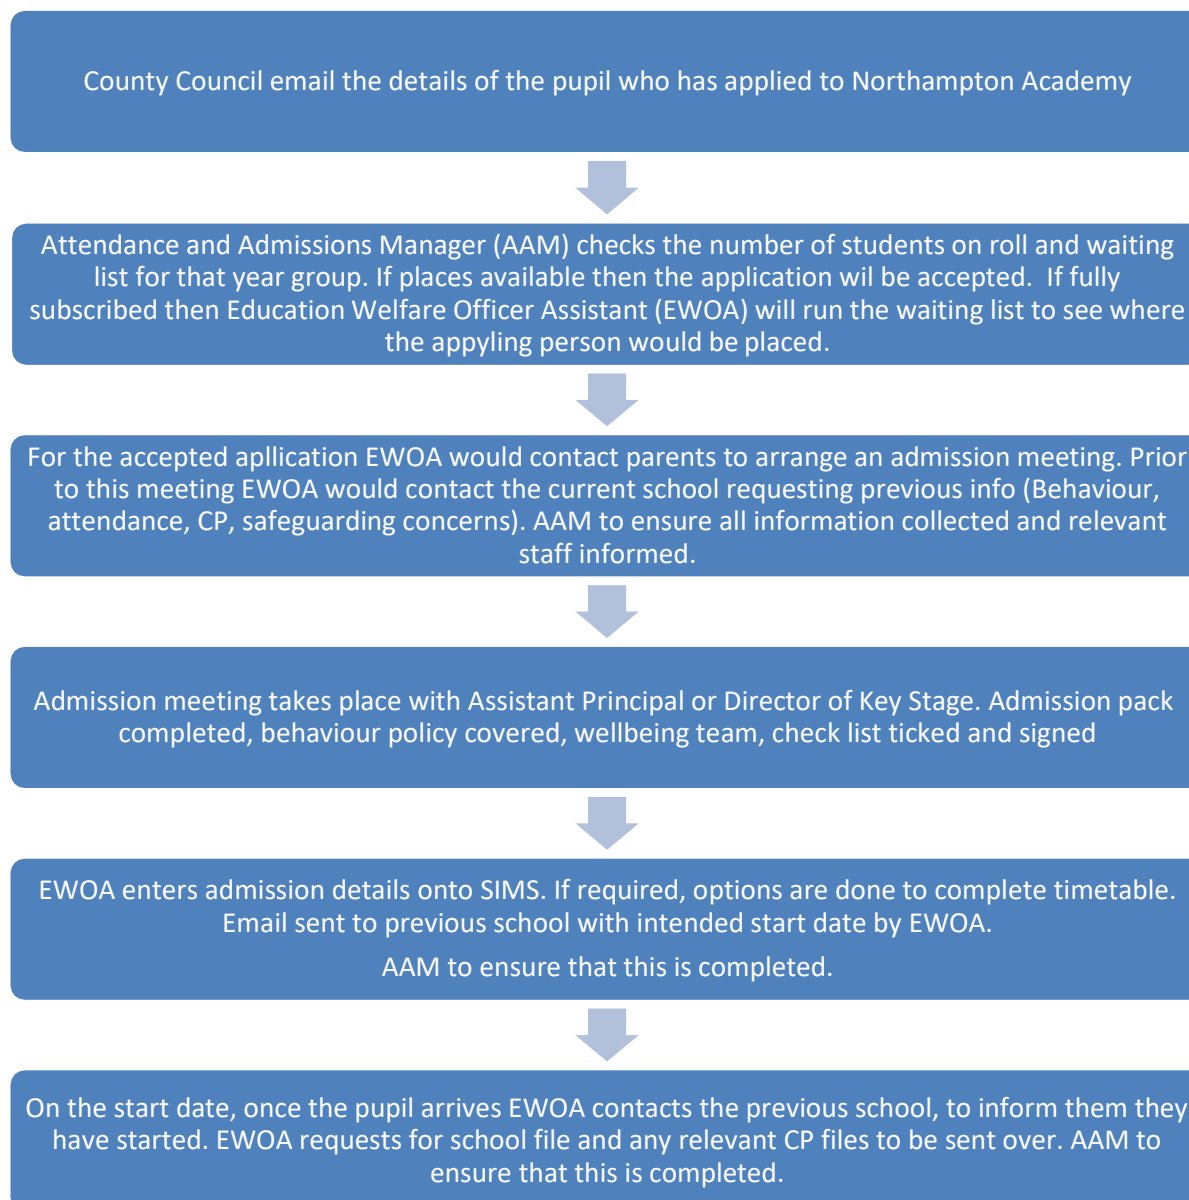 County Council email the details of the pupil who has applied to Northampton Academy
Attendance and Admissions Manager (AAM) checks the number of students on roll and waiting
list for that year group. If places available then the application wil be accepted.  If fully
subscribed then Education Welfare Officer Assistant (EWOA) will run the waiting list to see where
the appyling person would be placed.
For the accepted apllication EWOA would contact parents to arrange an admission meeting. Prior
to this meeting EWOA would contact the current school requesting previous info (Behaviour,
attendance, CP, safeguarding concerns). AAM to ensure all information collected and relevant
staff informed.
Admission meeting takes place with Assistant Principal or Director of Key Stage. Admission pack
completed, behaviour policy covered, wellbeing team, check list ticked and signed
EWOA enters admission details onto SIMS. If required, options are done to complete timetable.
Email sent to previous school with intended start date by EWOA.
AAM to ensure that this is completed.
On the start date, once the pupil arrives EWOA contacts the previous school, to inform them they
have started. EWOA requests for school file and any relevant CP files to be sent over. AAM to
ensure that this is completed.